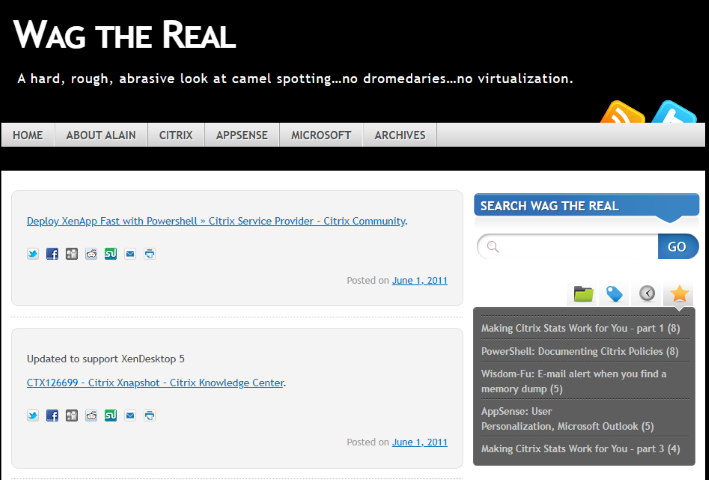 WAG THE REAL
A hard, rough, abrasive look at camel spotting...no dromedaries...no virtualization.
HOME ABOUT ALAIN CITRIX APPSENSE MICROSOFT ARCHIVES
Deploy XenApp Fast with Powershell » Citrix Service Provider – Citrix Community.
Posted on June 1, 2011
Updated to support XenDesktop 5
CTX126699 – Citrix Xnapshot - Citrix Knowledge Center.
Posted on June 1, 2011
SEARCH WAG THE REAL
GO
Making Citrix Stats Work for You – part 1 (8)
PowerShell: Documenting Citrix Policies (8)
Wisdom-Fu: E-mail alert when you find a
memory dump (5)
AppSense: User
Personalization, Microsoft Outlook (5)
Making Citrix Stats Work for You – part 3 (4)